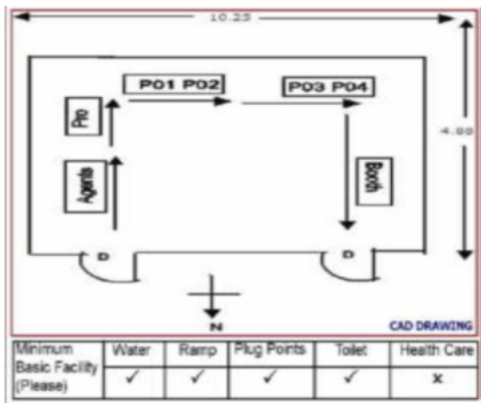 10.25
P01 P02
P03 P04
Pro
4.88
Agents
Booth
D
D
N
CAD DRAWING
Minimum Basic Facility (Please)
Water
Ramp
Plug Points
Toilet
Health Care
✓
✓
✓
✓
x